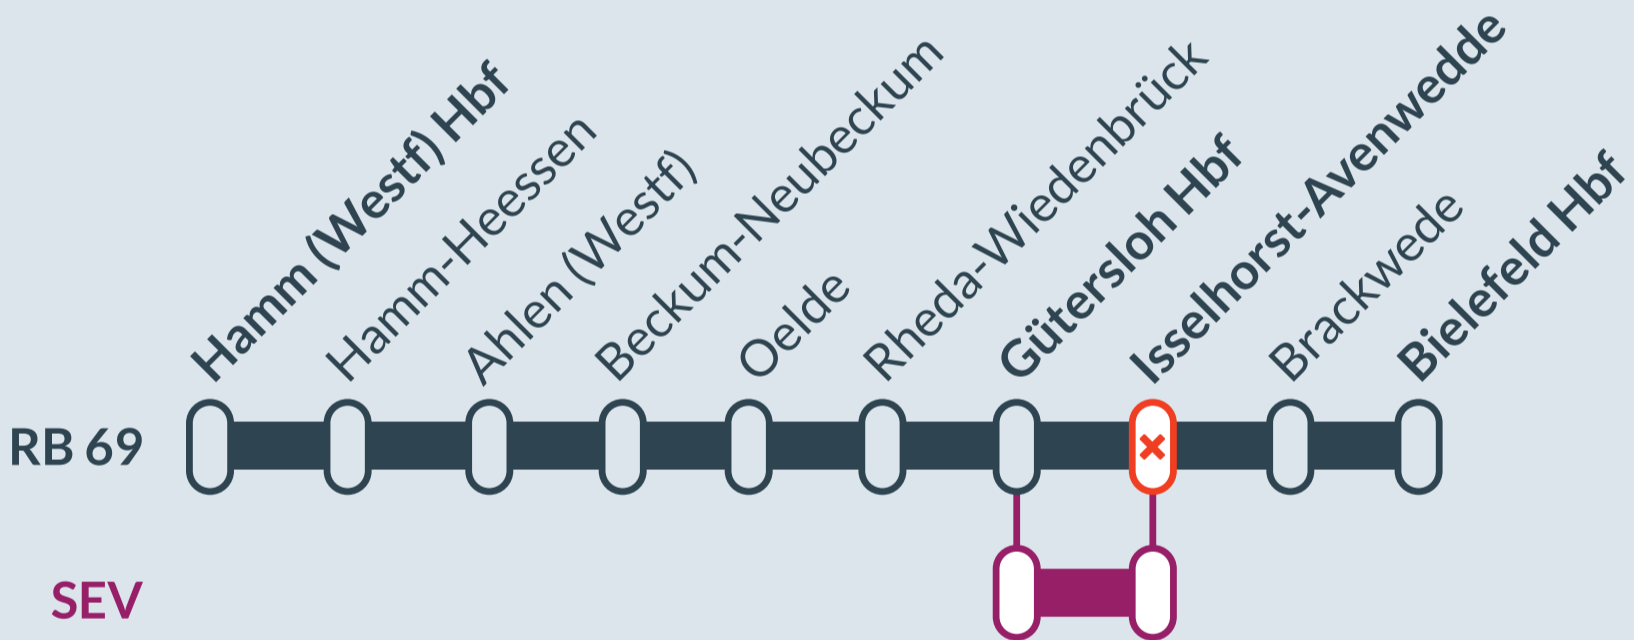 Hamm (Westf) Hbf
Hamm-Heessen
Ahlen (Westf)
Beckum-Neubeckum
Oelde
Rheda-Wiedenbrück
Gütersloh Hbf
Isselhorst-Avenwedde
Brackwede
Bielefeld Hbf
RB 69
SEV